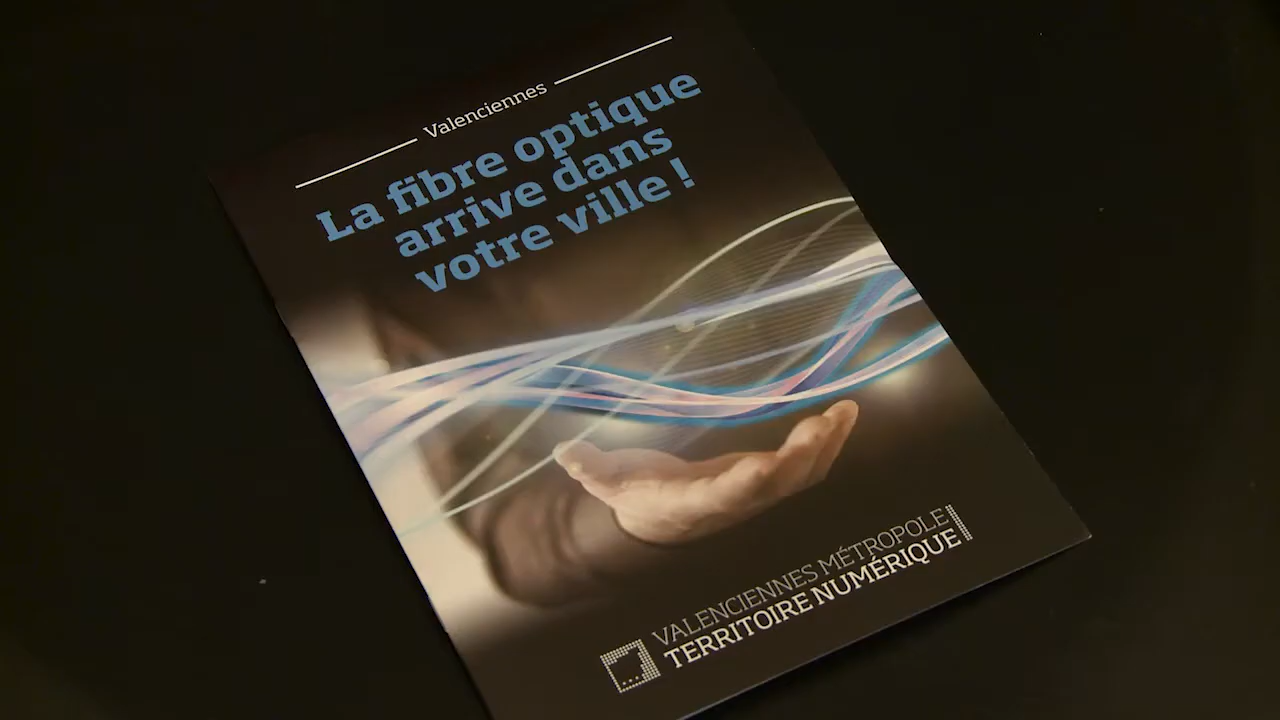 Valenciennes
La fibre optique
arrive dans
votre ville !
VALENCIENNES MÉTROPOLE
TERRITOIRE NUMÉRIQUE